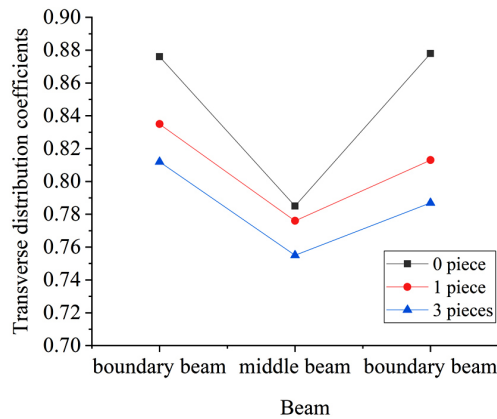 Transverse distribution coefficients
0.90
0.88
0.86
0.84
0.82
0.80
0.78
0.76
0.74
0.72
0.70
0 piece
1 piece
3 pieces
boundary beam middle beam boundary beam
Beam